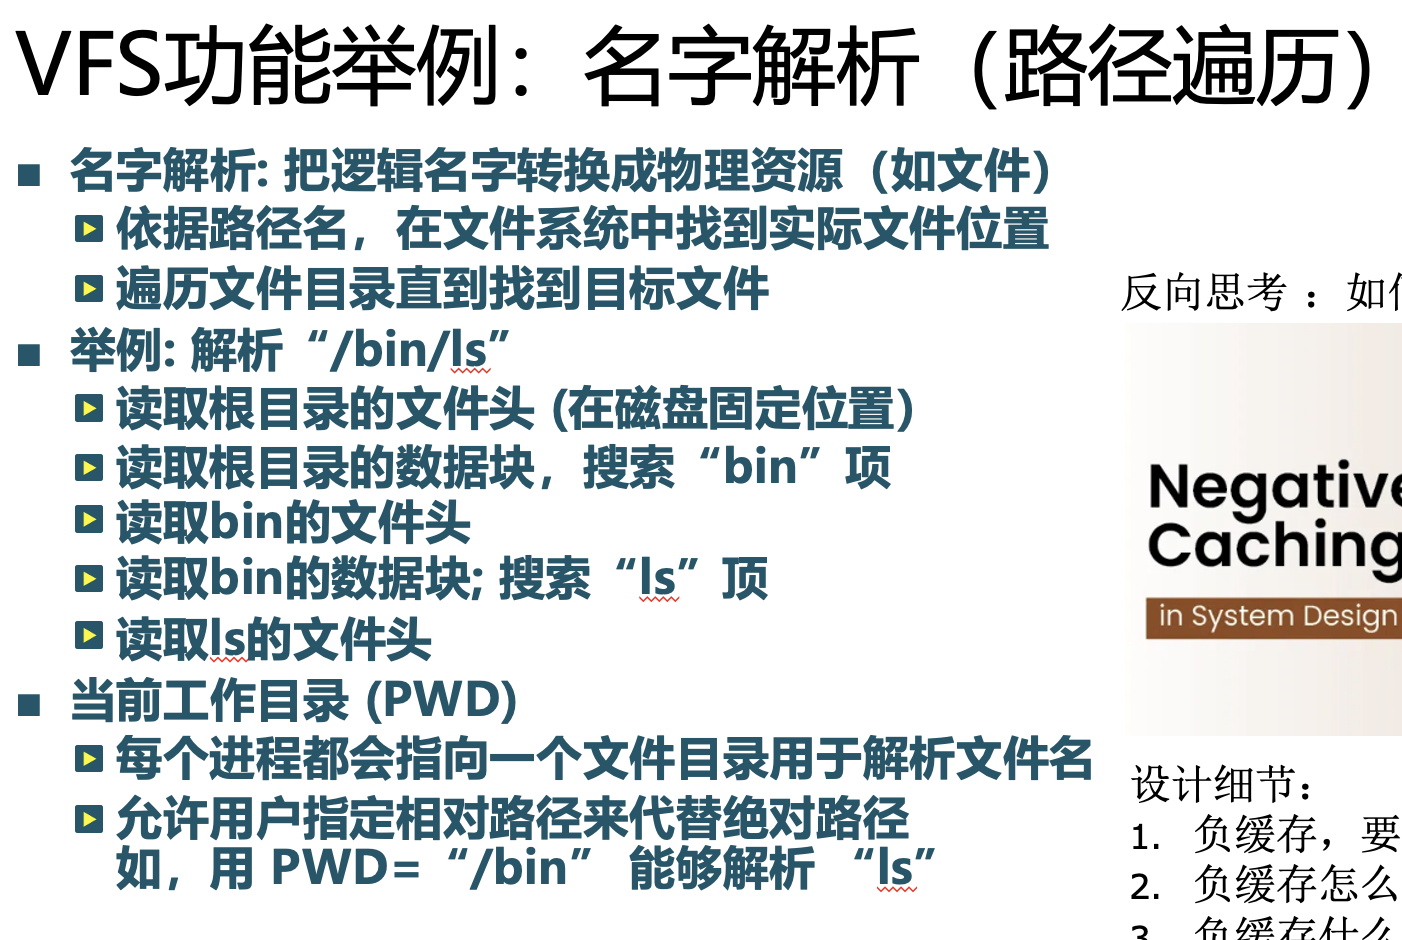 VFS功能举例：名字解析（路径遍历）
名字解析: 把逻辑名字转换成物理资源（如文件）
依据路径名，在文件系统中找到实际文件位置
遍历文件目录直到找到目标文件
举例: 解析“/bin/ls”
读取根目录的文件头 (在磁盘固定位置）
读取根目录的数据块，搜索“bin”项
读取bin的文件头
读取bin的数据块; 搜索“ls”顶
读取ls的文件头
当前工作目录 (PWD)
每个进程都会指向一个文件目录用于解析文件名
允许用户指定相对路径来代替绝对路径
如，用 PWD=“/bin” 能够解析 “ls”
反向思考 ：如
Negative
Caching
in System Design
设计细节：
1. 负缓存，要
2. 负缓存怎么
3. 负缓存什么